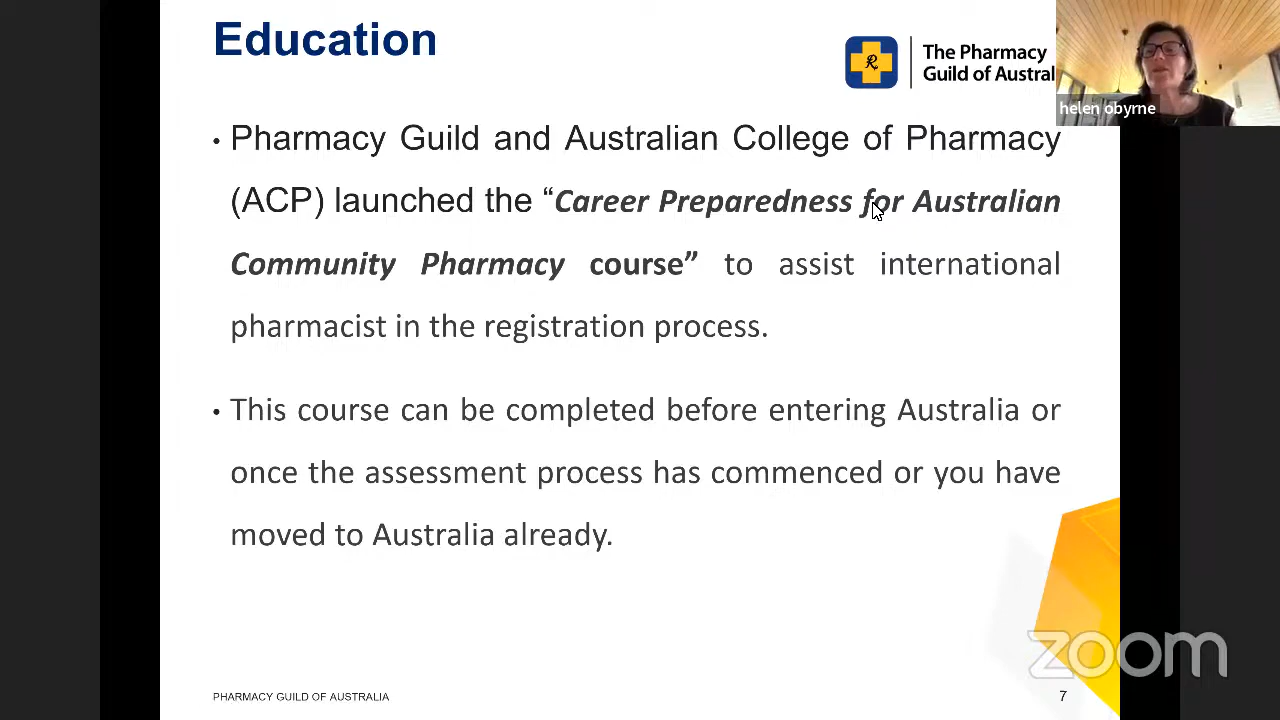 Education
The Pharmacy
Guild of Austral
helen obyrne
• Pharmacy Guild and Australian College of Pharmacy
(ACP) launched the “Career Preparedness for Australian
Community Pharmacy course” to assist international
pharmacist in the registration process.
• This course can be completed before entering Australia or
once the assessment process has commenced or you have
moved to Australia already.
zoom
PHARMACY GUILD OF AUSTRALIA
7